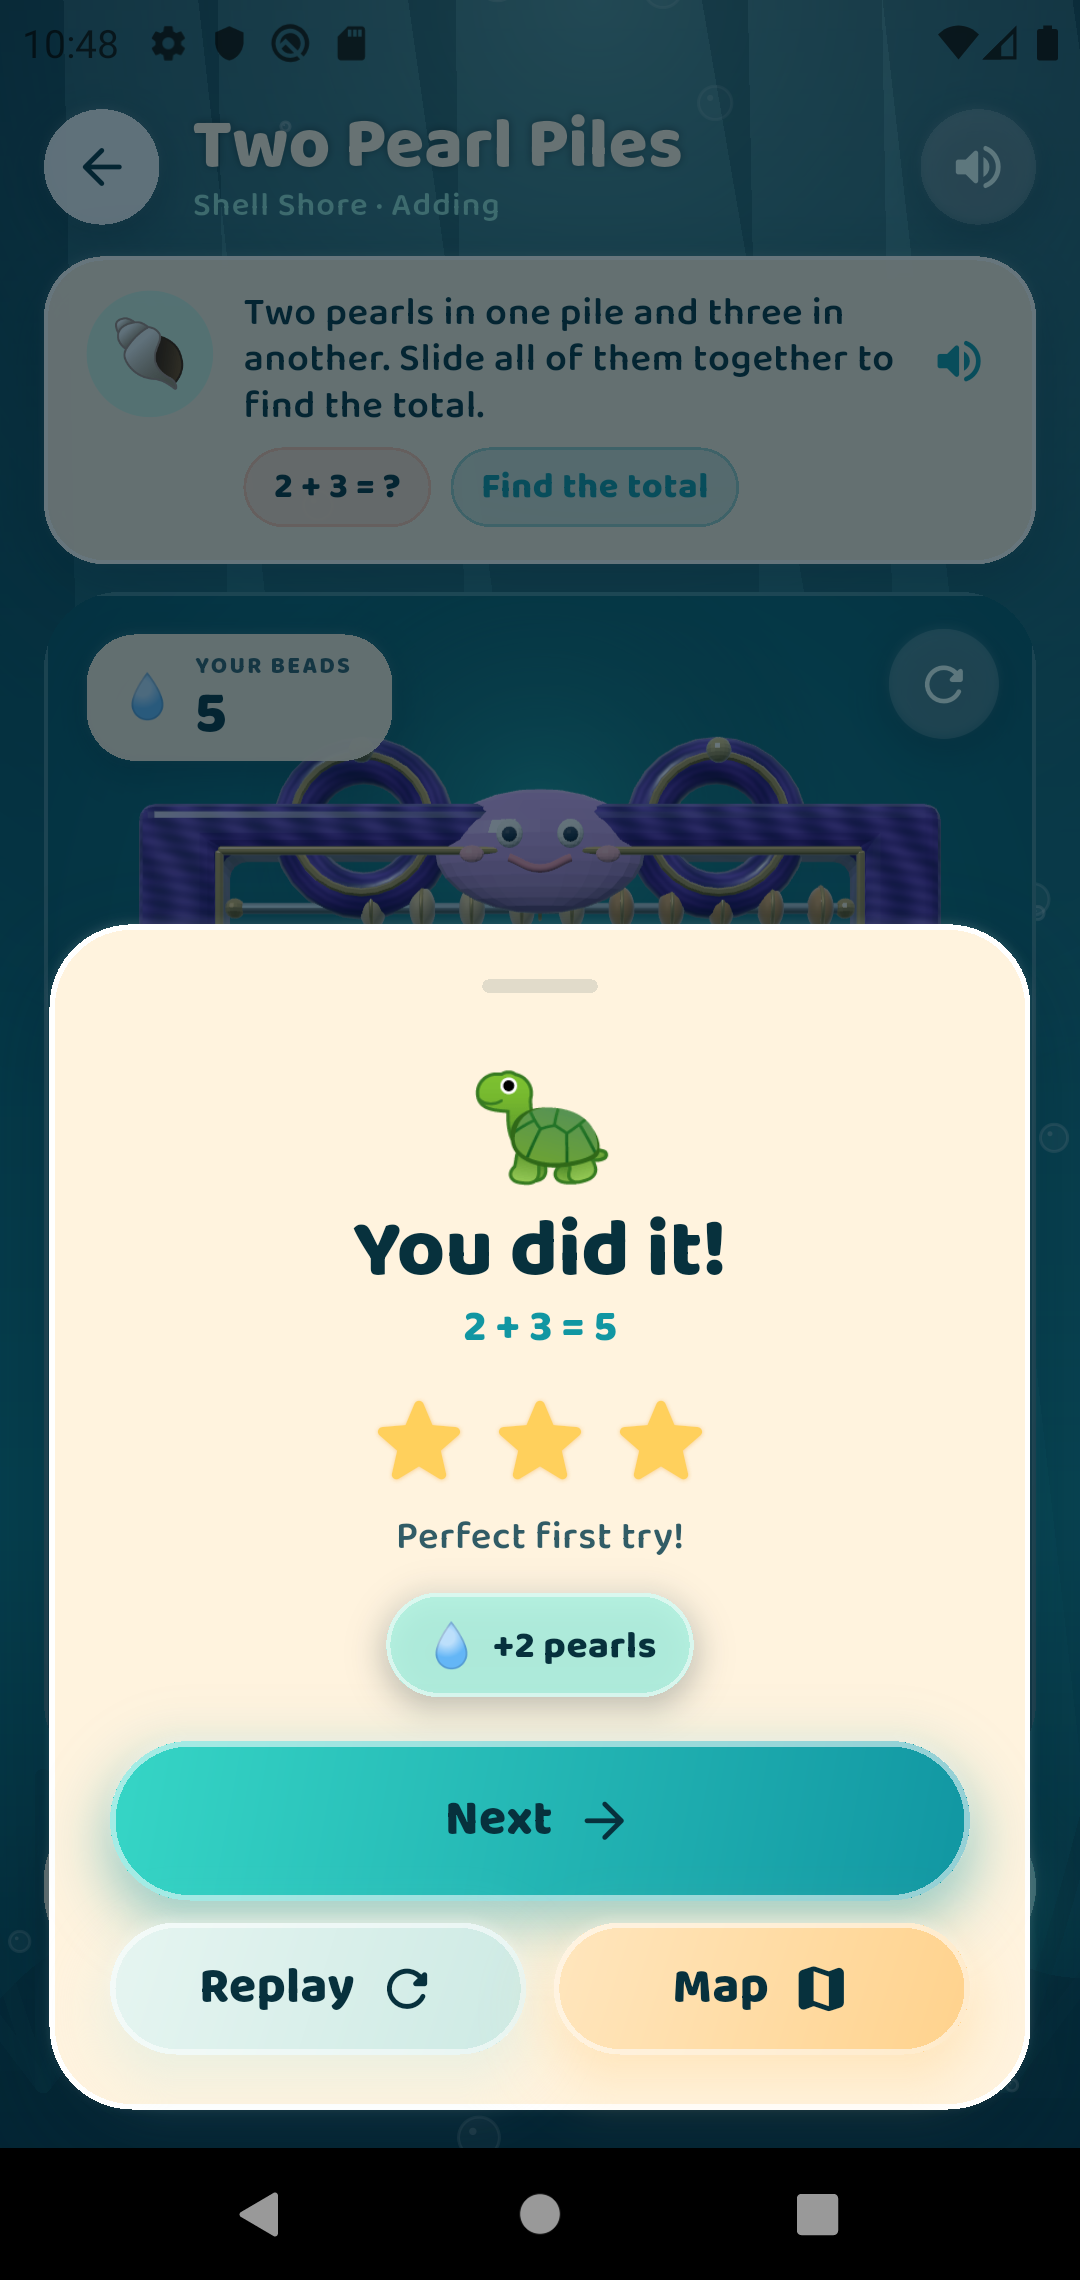 10:48
Two Pearl Piles
Shell Shore · Adding
Two pearls in one pile and three in
another. Slide all of them together to
find the total.
2 + 3 = ?
Find the total
YOUR BEADS
5
You did it!
2 + 3 = 5
Perfect first try!
+2 pearls
Next
Replay
Map